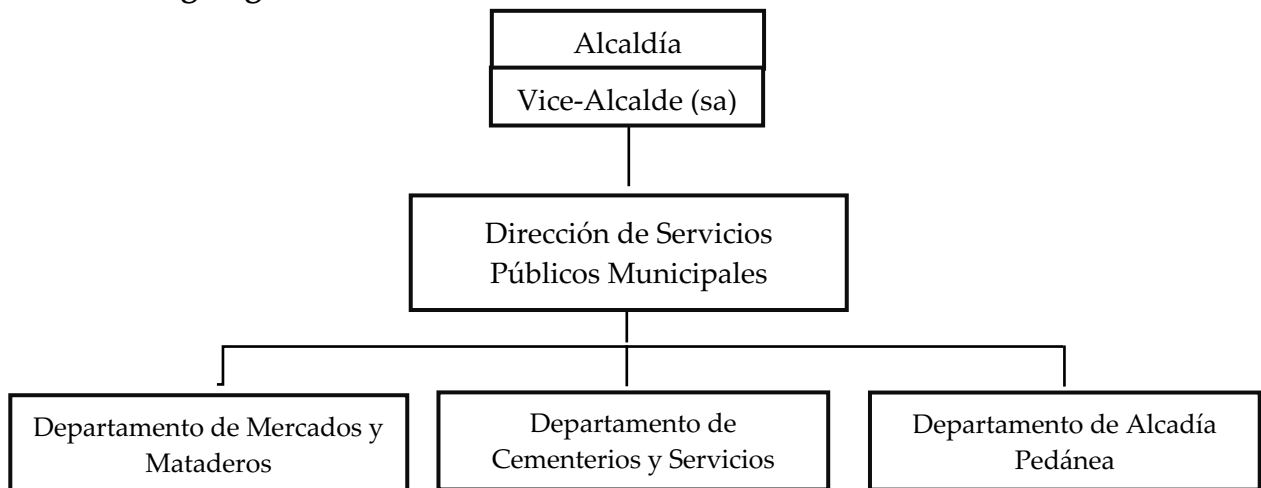 Alcaldía
Vice-Alcalde (sa)
Dirección de Servicios
Públicos Municipales
Departamento de Mercados y
Mataderos
Departamento de
Cementerios y Servicios
Departamento de Alcadía
Pedánea